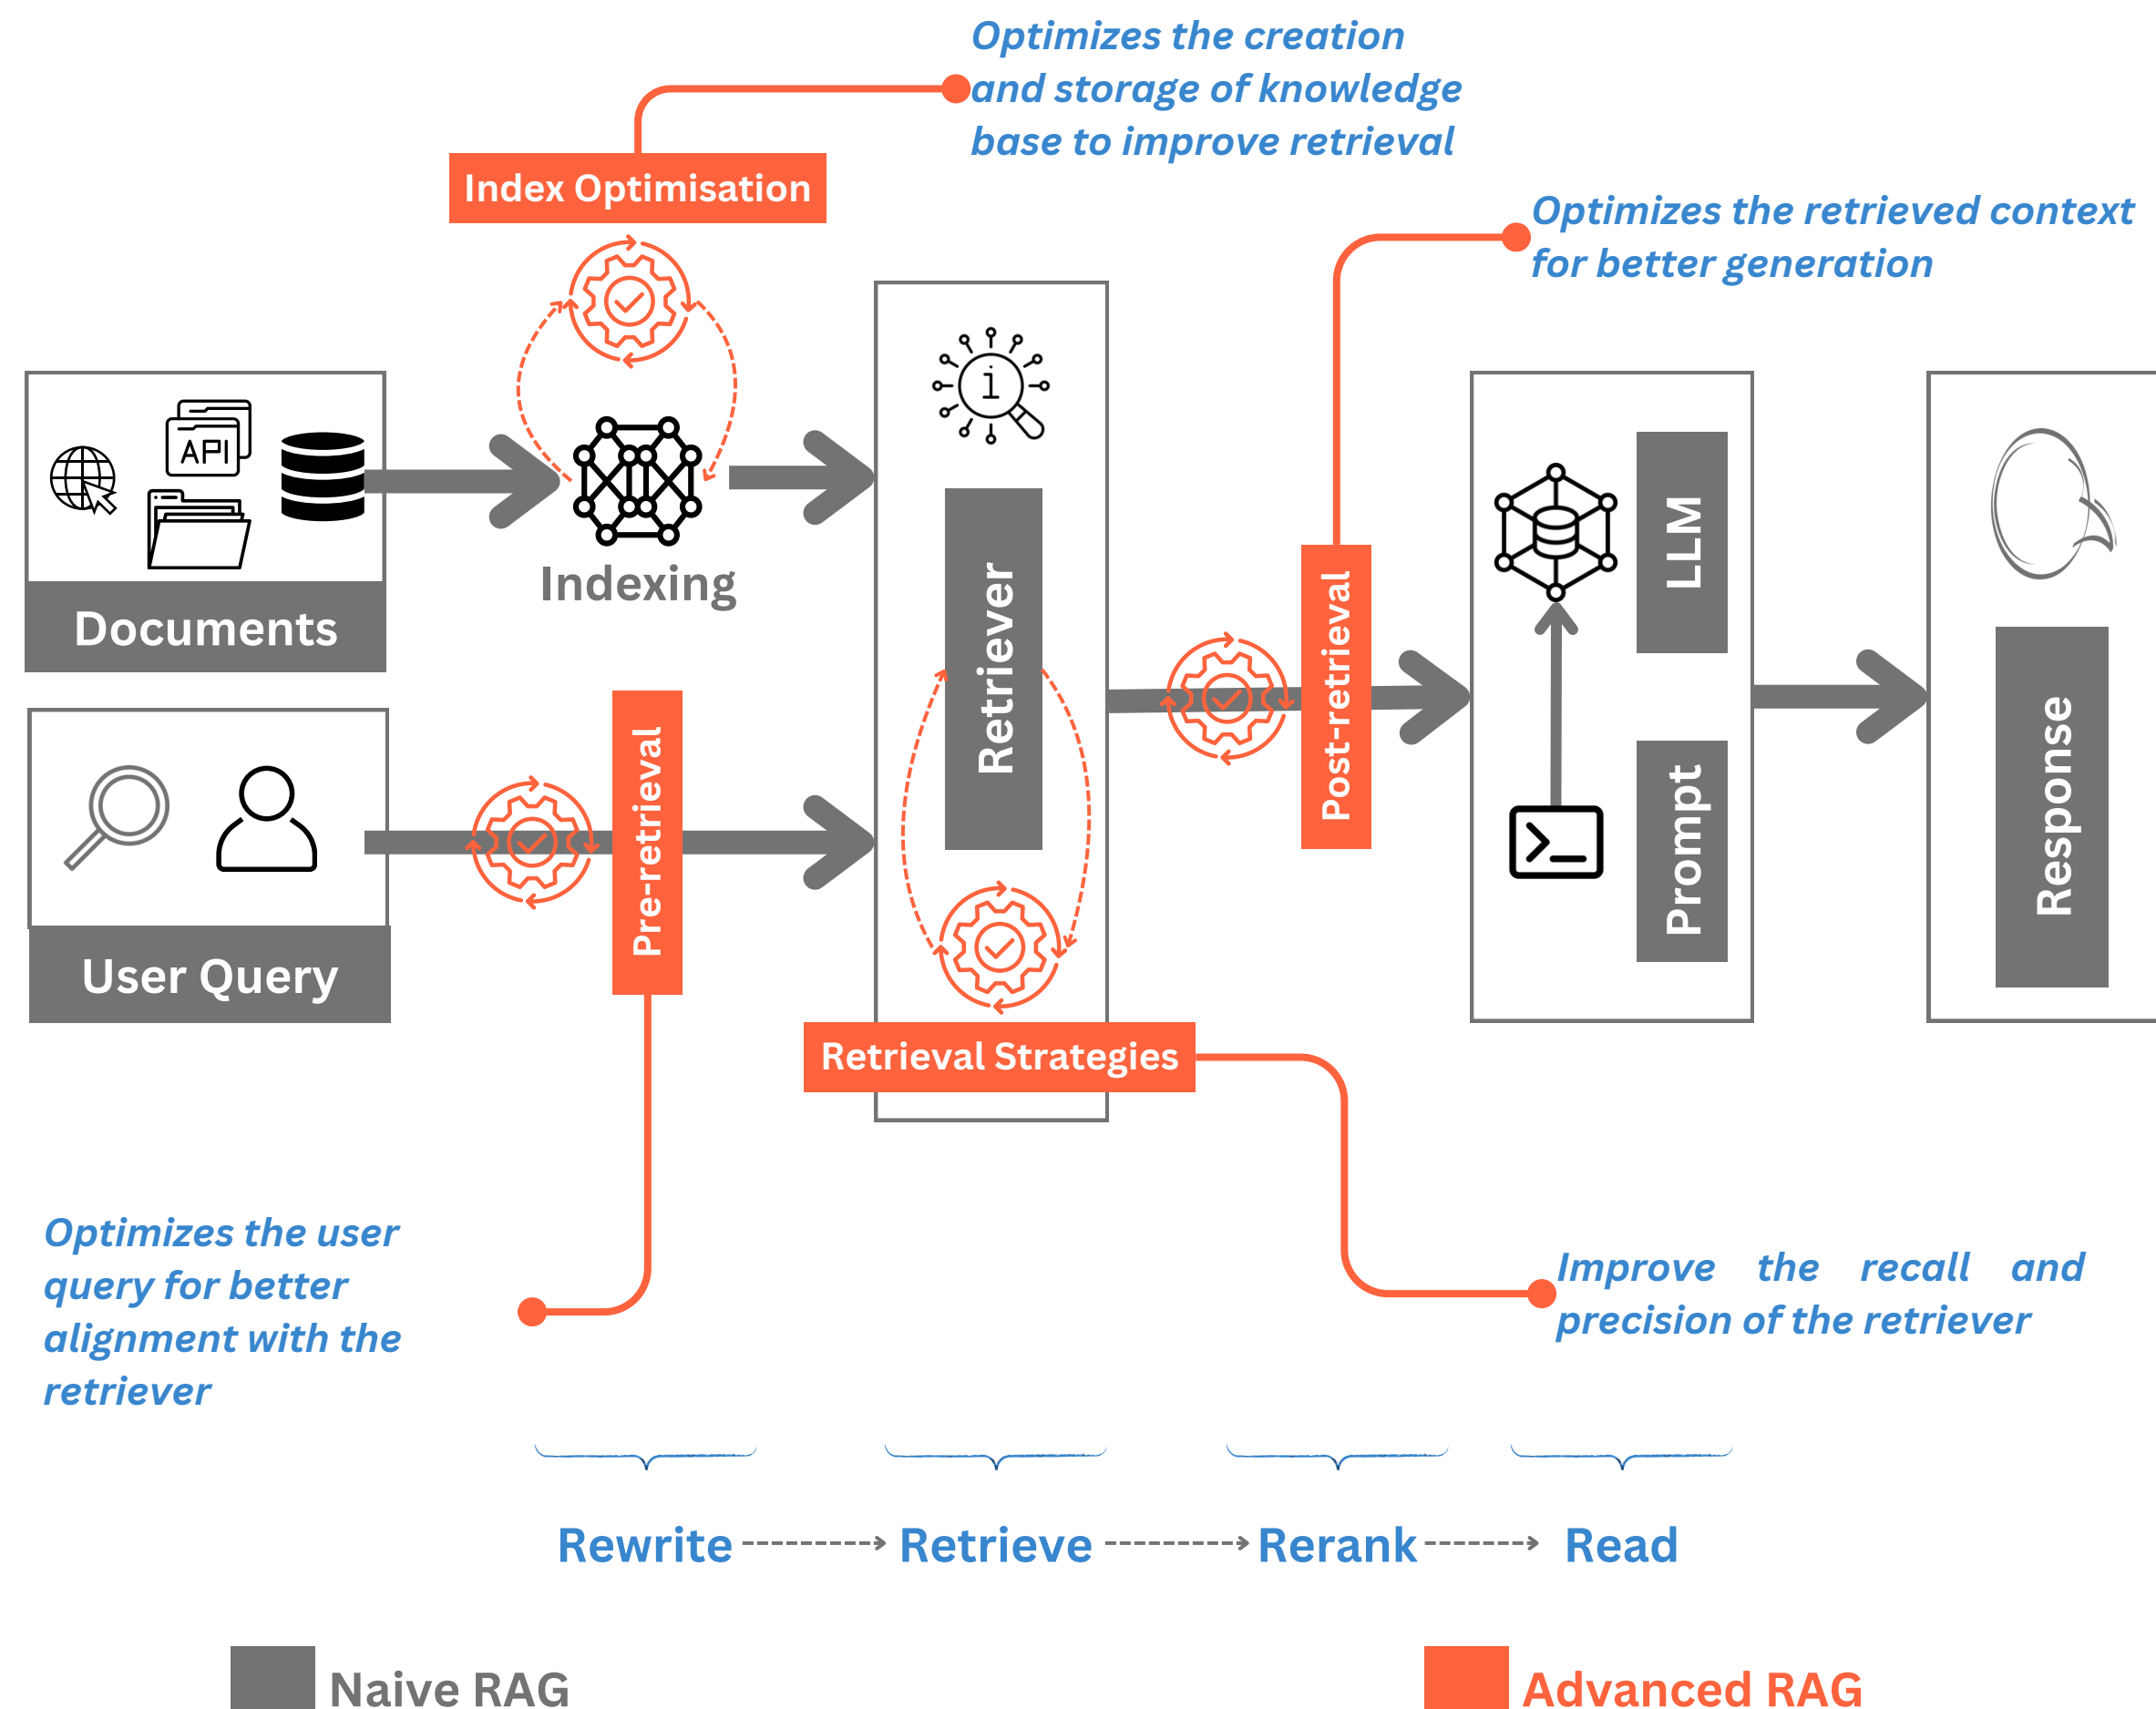 Optimizes the creation
and storage of knowledge
base to improve retrieval
Index Optimisation
Optimizes the retrieved context
for better generation
API
i
Documents
Indexing
Retriever
LLM
Post-retrieval
Pre-retrieval
User Query
Prompt
Response
Retrieval Strategies
Optimizes the user
query for better
alignment with the
retriever
Improve the recall and
precision of the retriever
Rewrite
Retrieve
Rerank
Read
Naive RAG
Advanced RAG